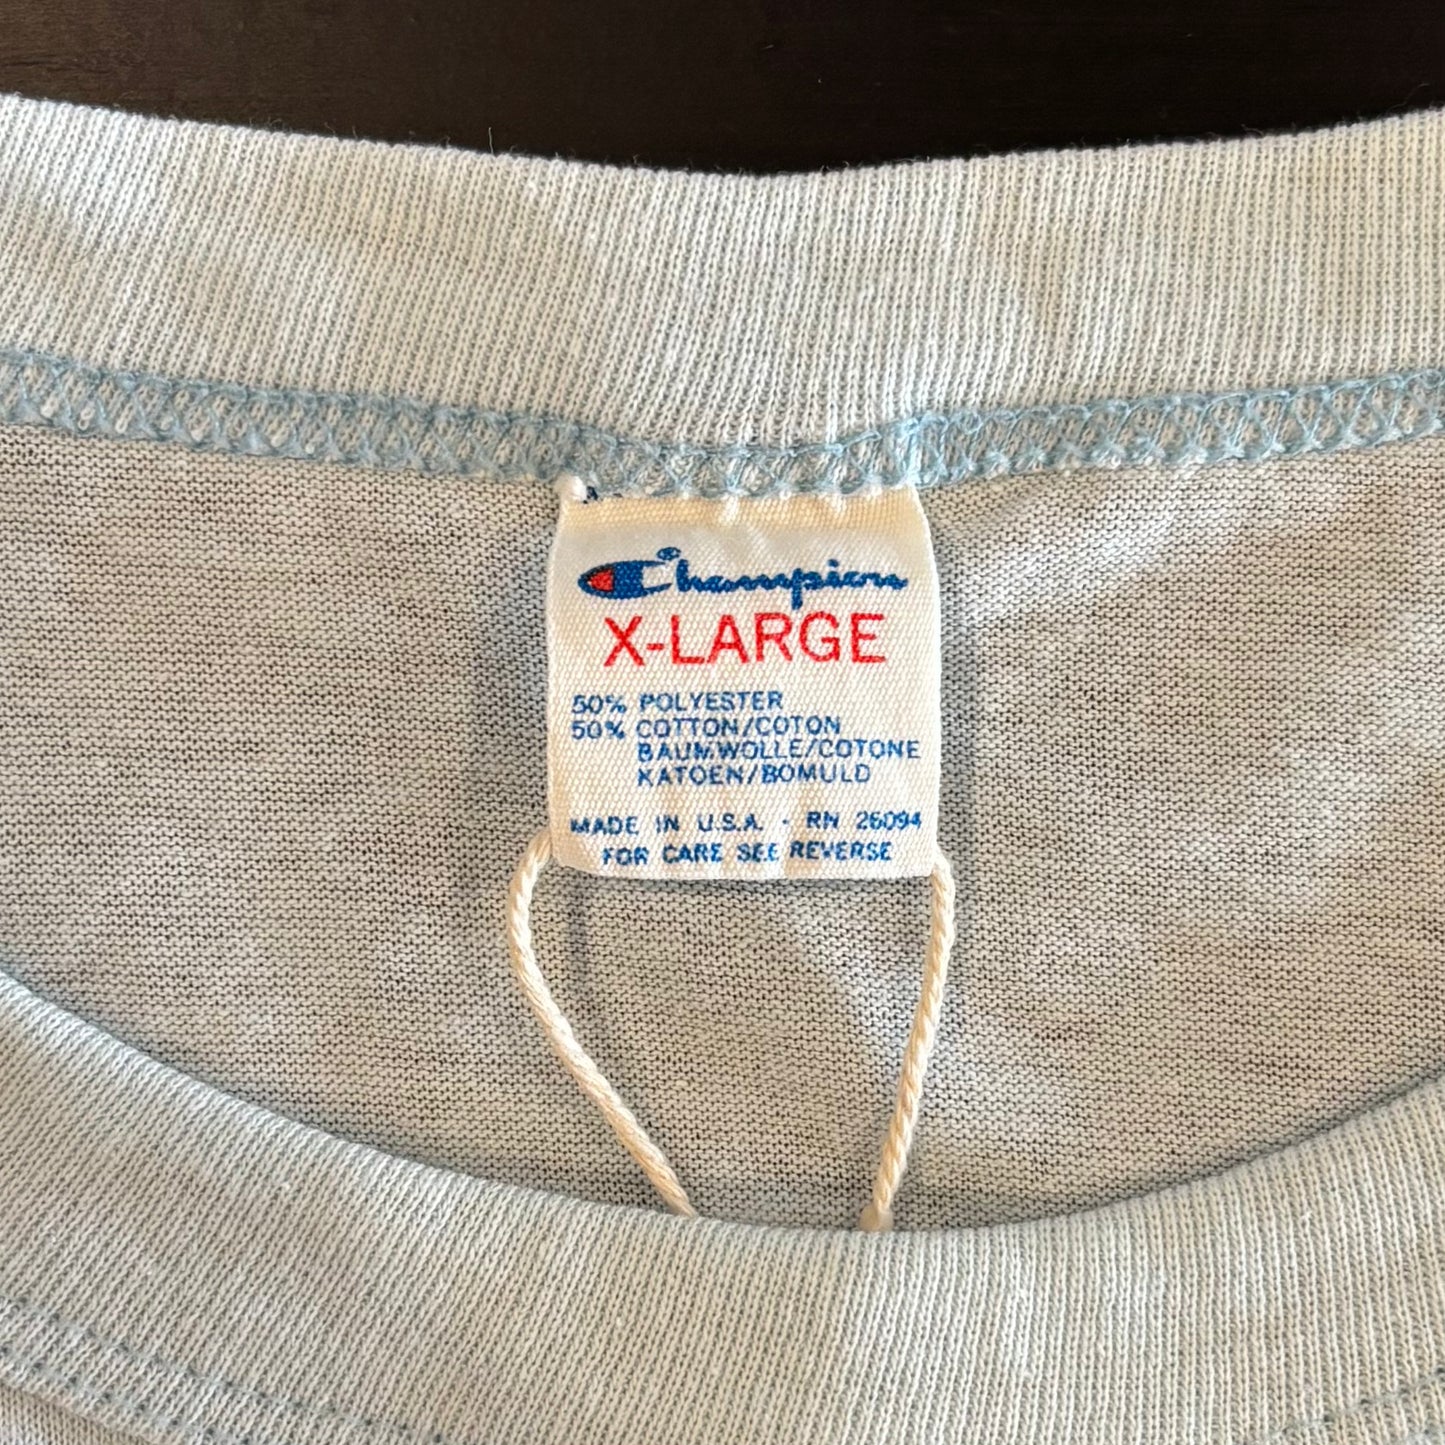 Champion®
X-LARGE
50% POLYESTER
50% COTTON/COTON
BAUMWOLLE/COTONE
KATOEN/BOMULD
MADE IN U.S.A. - RN 26094
FOR CARE SEE REVERSE